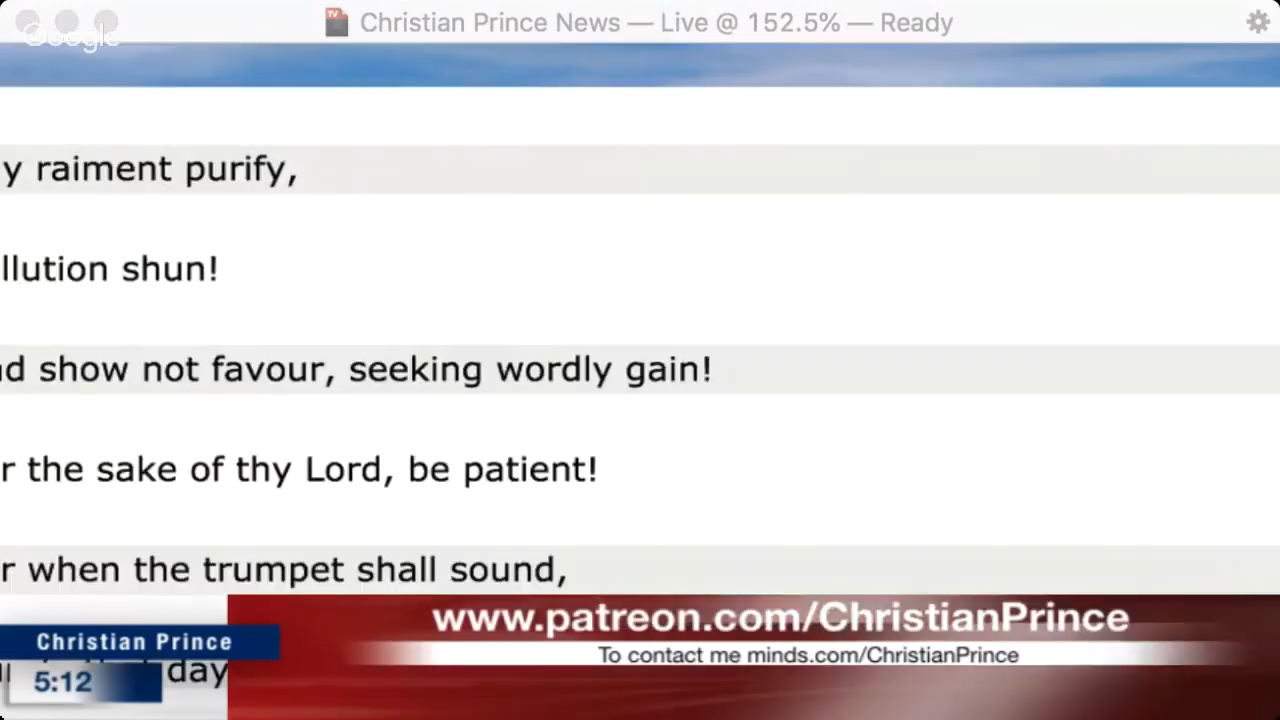 Christian Prince News — Live @ 152.5% — Ready
Google
y raiment purify,
llution shun!
d show not favour, seeking wordly gain!
r the sake of thy Lord, be patient!
r when the trumpet shall sound,
day
www.patreon.com/ChristianPrince
To contact me minds.com/ChristianPrince
Christian Prince
5:12